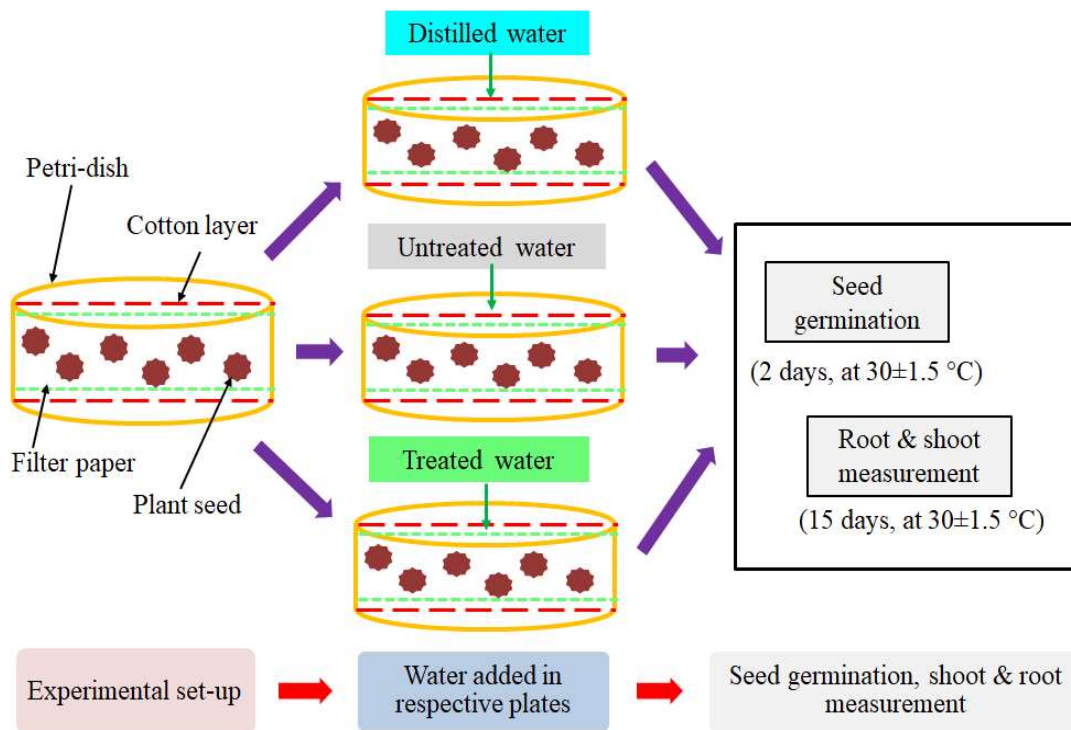 Distilled water
Petri-dish
Cotton layer
Untreated water
Seed
germination
(2 days, at 30±1.5 °C)
Filter paper
Plant seed
Treated water
Root & shoot
measurement
(15 days, at 30±1.5 °C)
Experimental set-up
Water added in
respective plates
Seed germination, shoot & root
measurement